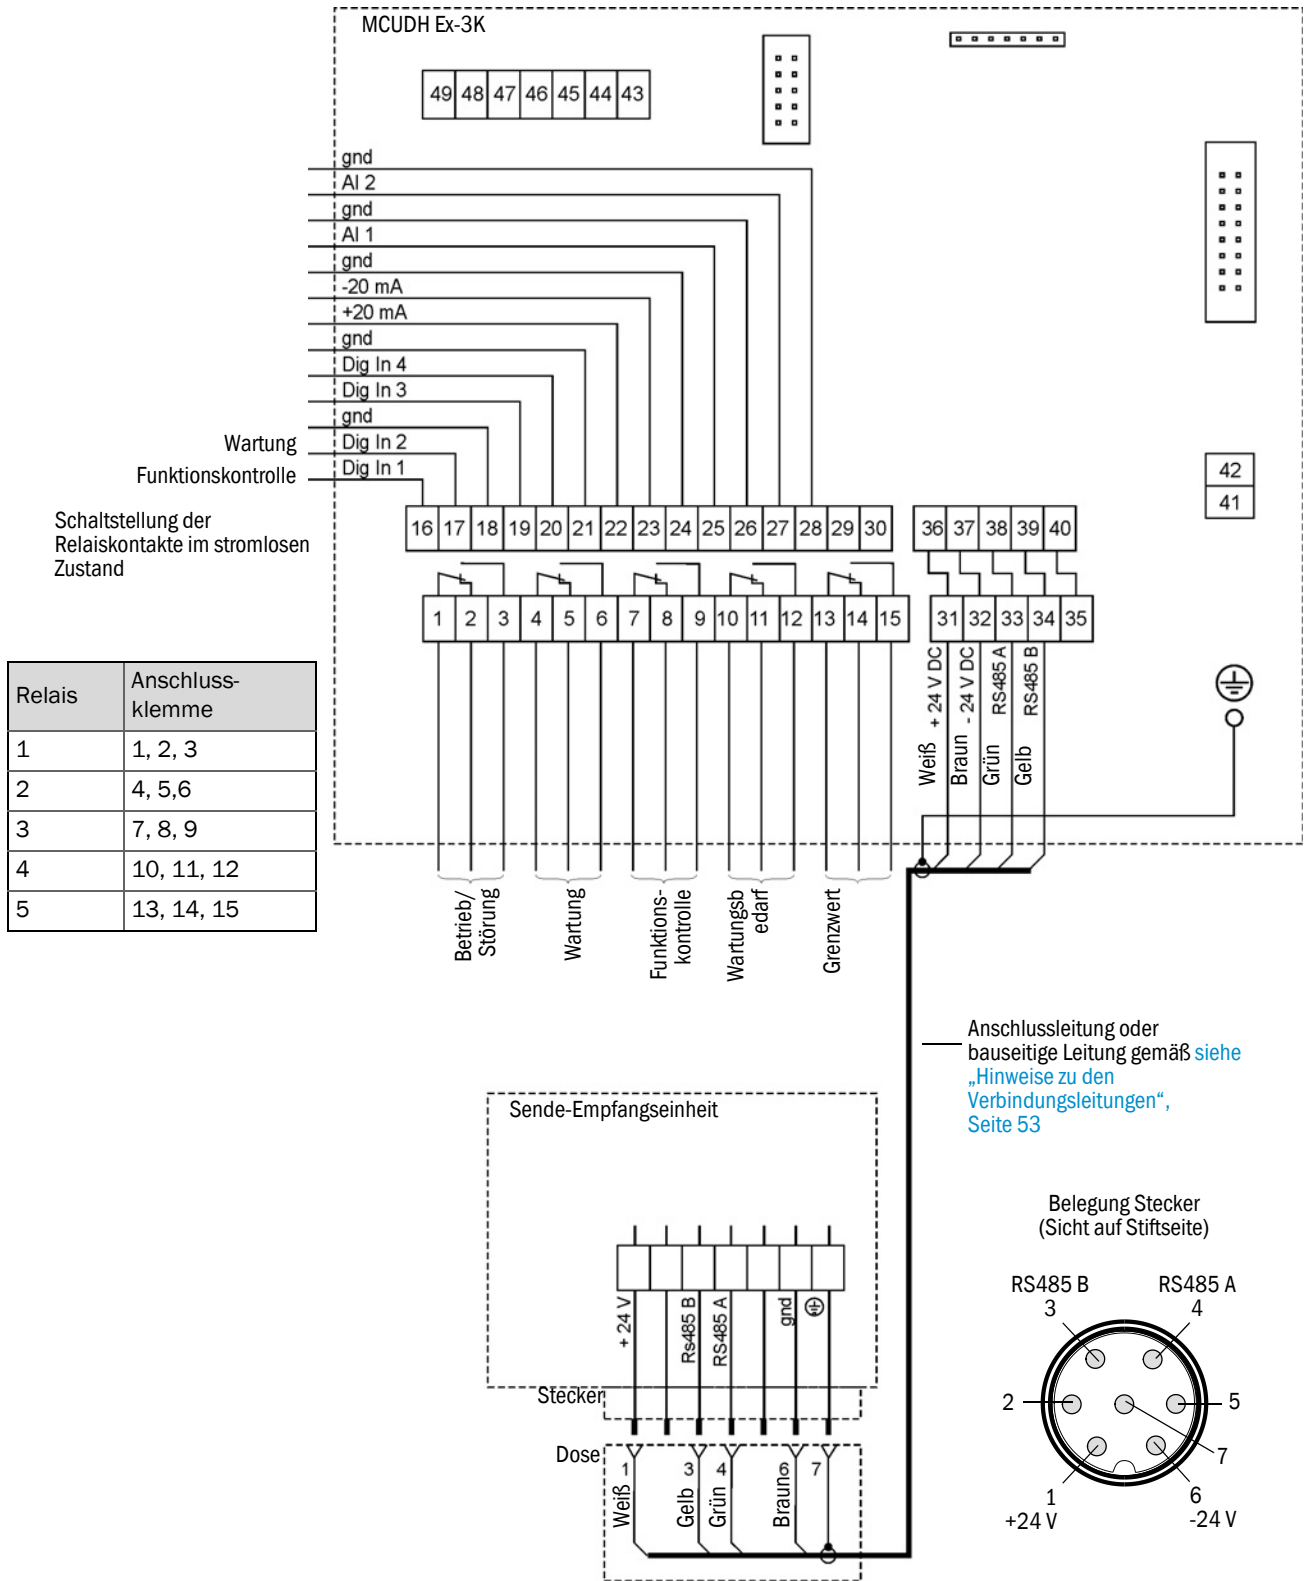 MCUDH Ex-3K
49 48 47 46 45 44 43
gnd
AI 2
gnd
AI 1
gnd
-20 mA
+20 mA
gnd
Dig In 4
Dig In 3
gnd
Wartung Dig In 2
Funktionskontrolle Dig In 1
42
41
Schaltstellung der
Relaiskontakte im stromlosen
Zustand
16 17 18 19 20 21 22 23 24 25 26 27 28 29 30
36 37 38 39 40
1 2 3 4 5 6 7 8 9 10 11 12 13 14 15
31 32 33 34 35
Weiß + 24 V DC
Braun - 24 V DC
Grün RS485 A
Gelb RS485 B
Relais Anschluss-
klemme
1 1, 2, 3
2 4, 5,6
3 7, 8, 9
4 10, 11, 12
5 13, 14, 15
Betrieb/
Störung
Wartung
Funktions-
kontrolle
Wartungsb
edarf
Grenzwert
Anschlussleitung oder
bauseitige Leitung gemäß siehe
„Hinweise zu den
Verbindungsleitungen“,
Seite 53
Sende-Empfangseinheit
+ 24 V
Rs485 B
RS485 A
gnd
Stecker
Dose
1 3 4 6 7
Weiß
Gelb
Grün
Braun
Belegung Stecker
(Sicht auf Stiftseite)
RS485 B RS485 A
3 4
2 5
7
1 6
+24 V -24 V